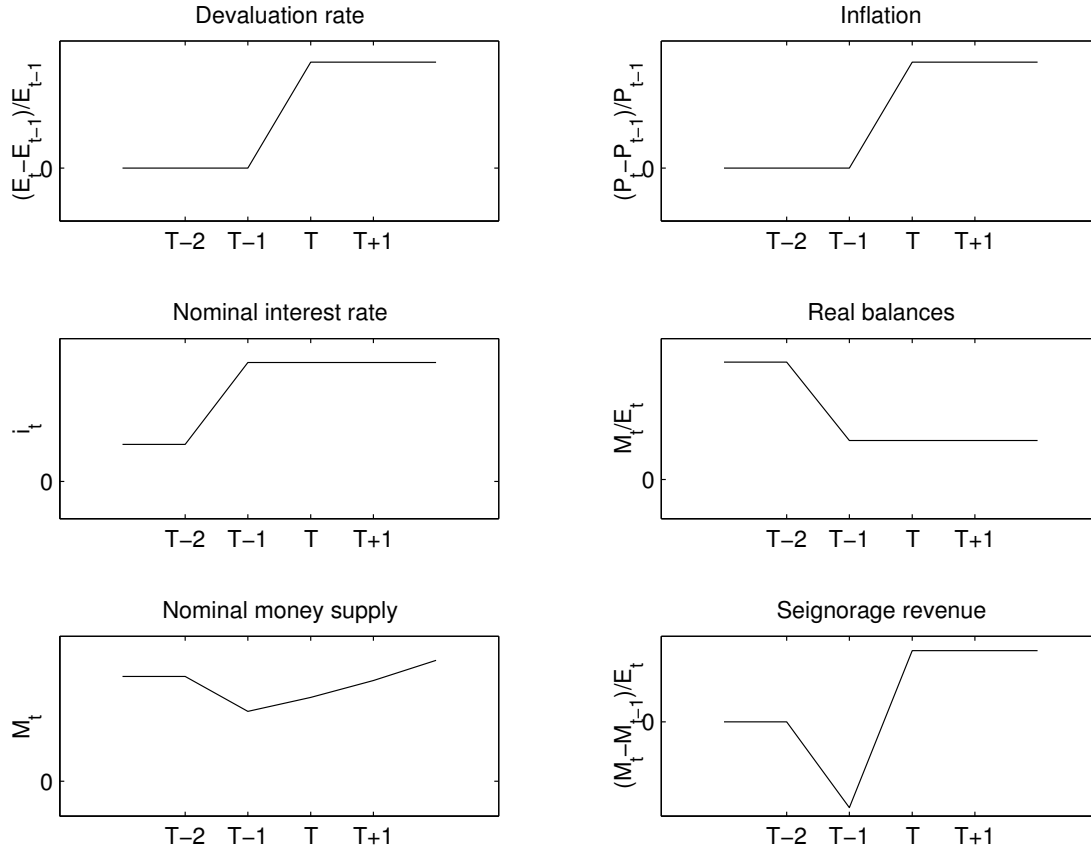 Devaluation rate
(E_t−E_{t−1})/E_{t−1}
0
T−2 T−1 T T+1
Inflation
(P_t−P_{t−1})/P_{t−1}
0
T−2 T−1 T T+1
Nominal interest rate
i_t
0
T−2 T−1 T T+1
Real balances
M_t/E_t
0
T−2 T−1 T T+1
Nominal money supply
M_t
0
T−2 T−1 T T+1
Seignorage revenue
(M_t−M_{t−1})/E_t
0
T−2 T−1 T T+1